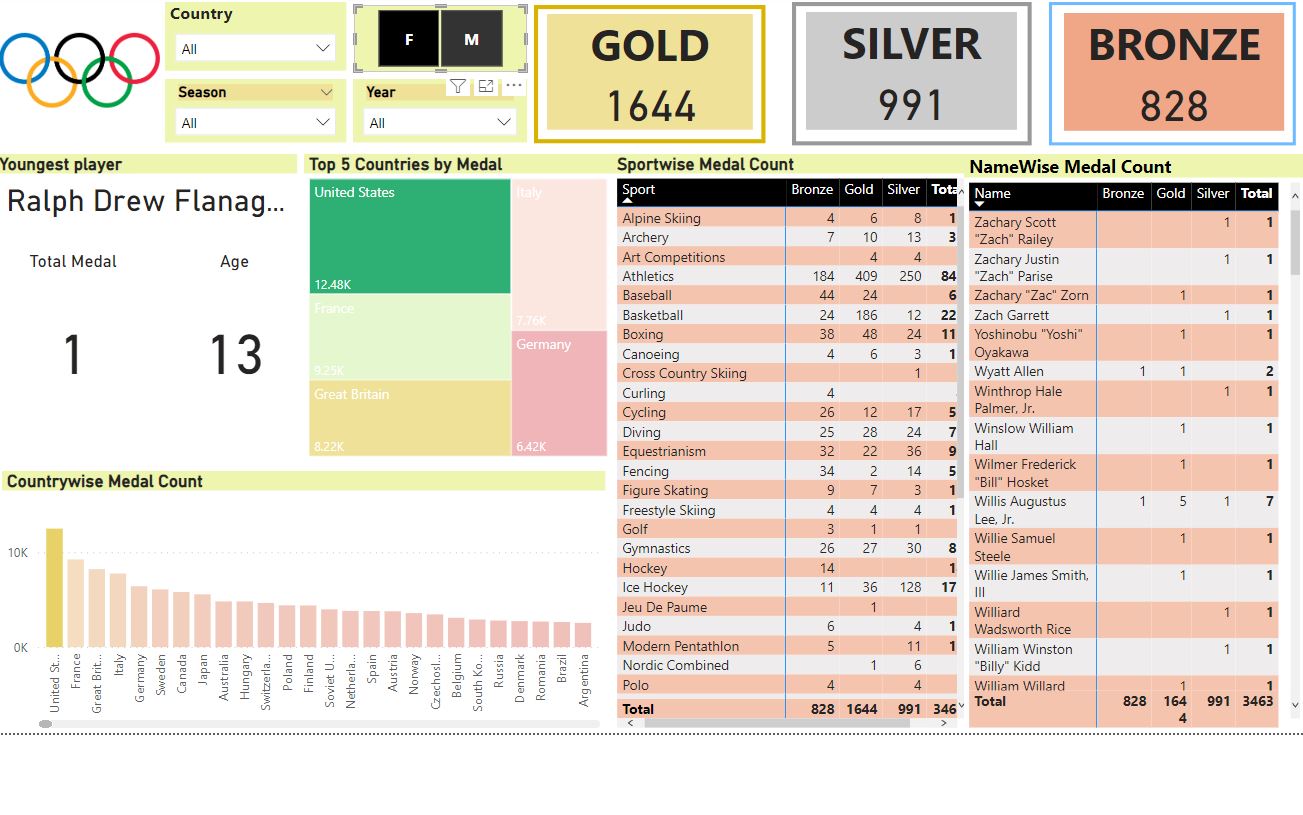 Country
All
F M
Season
All
Year
All
GOLD
1644
SILVER
991
BRONZE
828
Youngest player
Ralph Drew Flanag...
Total Medal Age
1 13
Top 5 Countries by Medal
United States
12.48K
France
9.25K
Great Britain
8.22K
Italy
7.76K
Germany
6.42K
Countrywise Medal Count
10K
0K
United St...
France
Great Brit...
Italy
Germany
Sweden
Canada
Japan
Australia
Hungary
Switzerla...
Poland
Finland
Soviet U...
Netherla...
Spain
Austria
Norway
Czechosl...
Belgium
South Ko...
Russia
Denmark
Romania
Brazil
Argentina
Sportwise Medal Count
Sport Bronze Gold Silver Tota
Alpine Skiing 4 6 8 1
Archery 7 10 13 3
Art Competitions 4 4
Athletics 184 409 250 84
Baseball 44 24 6
Basketball 24 186 12 22
Boxing 38 48 24 11
Canoeing 4 6 3 1
Cross Country Skiing 1
Curling 4
Cycling 26 12 17 5
Diving 25 28 24 7
Equestrianism 32 22 36 9
Fencing 34 2 14 5
Figure Skating 9 7 3 1
Freestyle Skiing 4 4 4 1
Golf 3 1 1
Gymnastics 26 27 30 8
Hockey 14 1
Ice Hockey 11 36 128 17
Jeu De Paume 1
Judo 6 4 1
Modern Pentathlon 5 11 1
Nordic Combined 1 6
Polo 4 4
Total 828 1644 991 346
NameWise Medal Count
Name Bronze Gold Silver Total
Zachary Scott
"Zach" Railey 1 1
Zachary Justin
"Zach" Parise 1 1
Zachary "Zac" Zorn 1 1
Zach Garrett 1 1
Yoshinobu "Yoshi"
Oyakawa 1 1
Wyatt Allen 1 1 2
Winthrop Hale
Palmer, Jr. 1 1
Winslow William
Hall 1 1
Wilmer Frederick
"Bill" Hosket 1 1
Willis Augustus
Lee, Jr. 1 5 1 7
Willie Samuel
Steele 1 1
Willie James Smith,
III 1 1
Williard
Wadsworth Rice 1 1
William Winston
"Billy" Kidd 1 1
William Willard 1 1
Total 828 164 991 3463
4